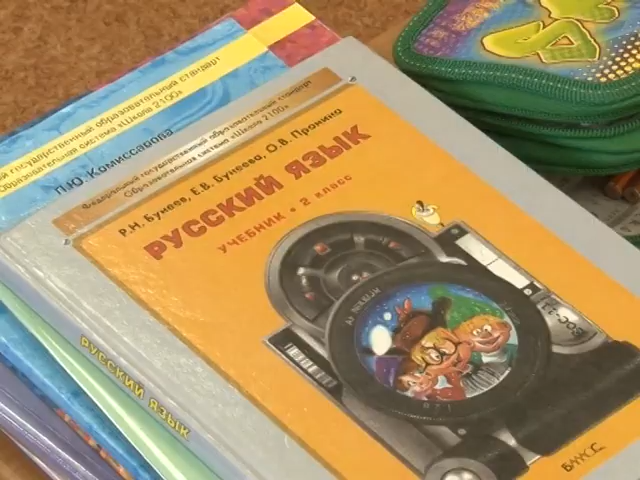 й государственный образовательный стандарт
Образовательная система «Школа 2100»
Л.Ю. Комиссарова
Федеральный государственный образовательный стандарт
Образовательная система «Школа 2100»
Р.Н. Бунеев, Е.В. Бунеева, О.В. Пронина
РУССКИЙ ЯЗЫК
УЧЕБНИК • 2 класс
БАЛАСС
РУССКИЙ ЯЗЫК